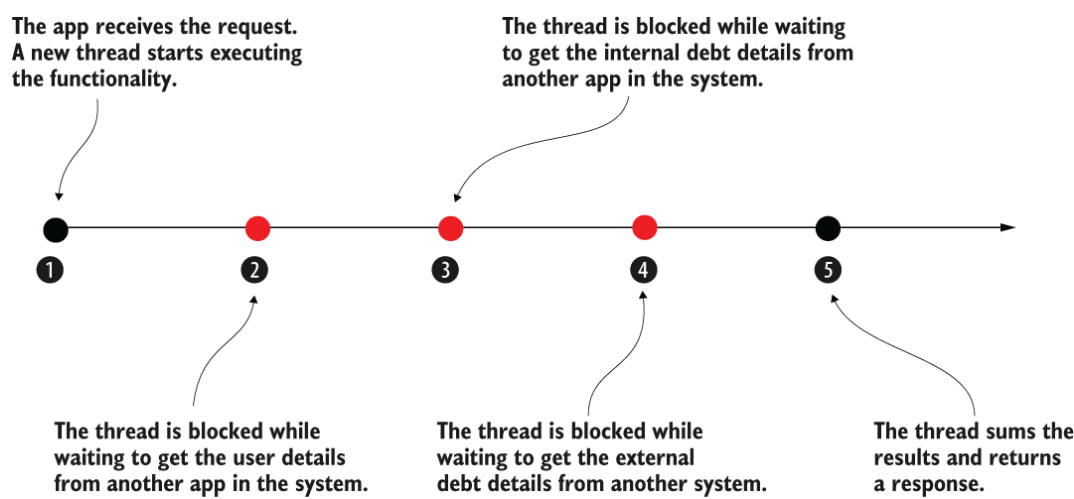 The app receives the request.
A new thread starts executing
the functionality.
The thread is blocked while waiting
to get the internal debt details from
another app in the system.
1
2
3
4
5
The thread is blocked while
waiting to get the user details
from another app in the system.
The thread is blocked while
waiting to get the external
debt details from another system.
The thread sums the
results and returns
a response.